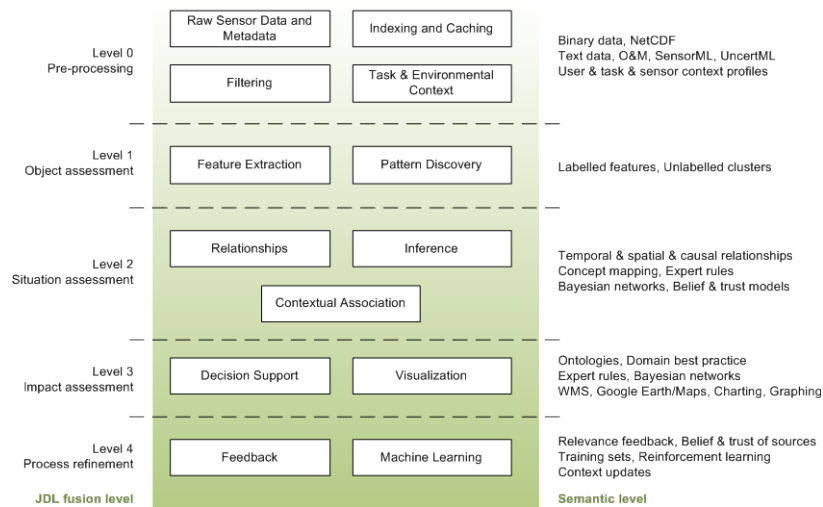 Level 0
Pre-processing
Raw Sensor Data and
Metadata
Indexing and Caching
Filtering
Task & Environmental
Context
Binary data, NetCDF
Text data, O&M, SensorML, UncertML
User & task & sensor context profiles
Level 1
Object assessment
Feature Extraction
Pattern Discovery
Labelled features, Unlabelled clusters
Level 2
Situation assessment
Relationships
Inference
Contextual Association
Temporal & spatial & causal relationships
Concept mapping, Expert rules
Bayesian networks, Belief & trust models
Level 3
Impact assessment
Decision Support
Visualization
Ontologies, Domain best practice
Expert rules, Bayesian networks
WMS, Google Earth/Maps, Charting, Graphing
Level 4
Process refinement
Feedback
Machine Learning
Relevance feedback, Belief & trust of sources
Training sets, Reinforcement learning
Context updates
JDL fusion level
Semantic level